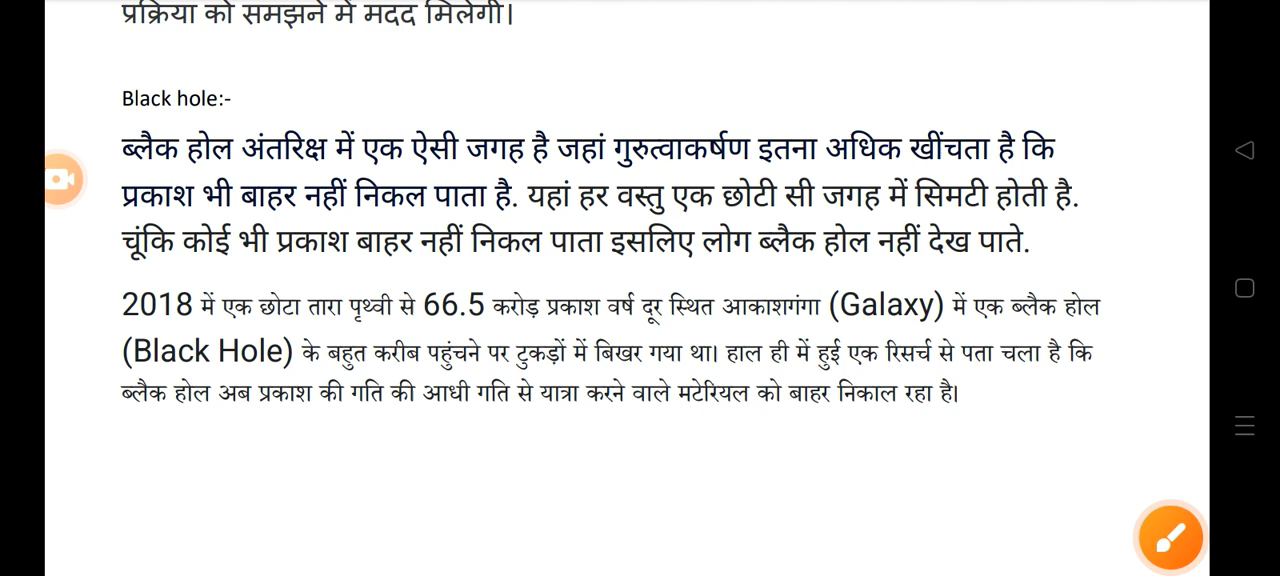 प्रक्रिया को समझने में मदद मिलेगी।
Black hole:-
ब्लैक होल अंतरिक्ष में एक ऐसी जगह है जहां गुरुत्वाकर्षण इतना अधिक खींचता है कि
प्रकाश भी बाहर नहीं निकल पाता है. यहां हर वस्तु एक छोटी सी जगह में सिमटी होती है.
चूंकि कोई भी प्रकाश बाहर नहीं निकल पाता इसलिए लोग ब्लैक होल नहीं देख पाते.
2018 में एक छोटा तारा पृथ्वी से 66.5 करोड़ प्रकाश वर्ष दूर स्थित आकाशगंगा (Galaxy) में एक ब्लैक होल
(Black Hole) के बहुत करीब पहुंचने पर टुकड़ों में बिखर गया था। हाल ही में हुई एक रिसर्च से पता चला है कि
ब्लैक होल अब प्रकाश की गति की आधी गति से यात्रा करने वाले मटेरियल को बाहर निकाल रहा है।